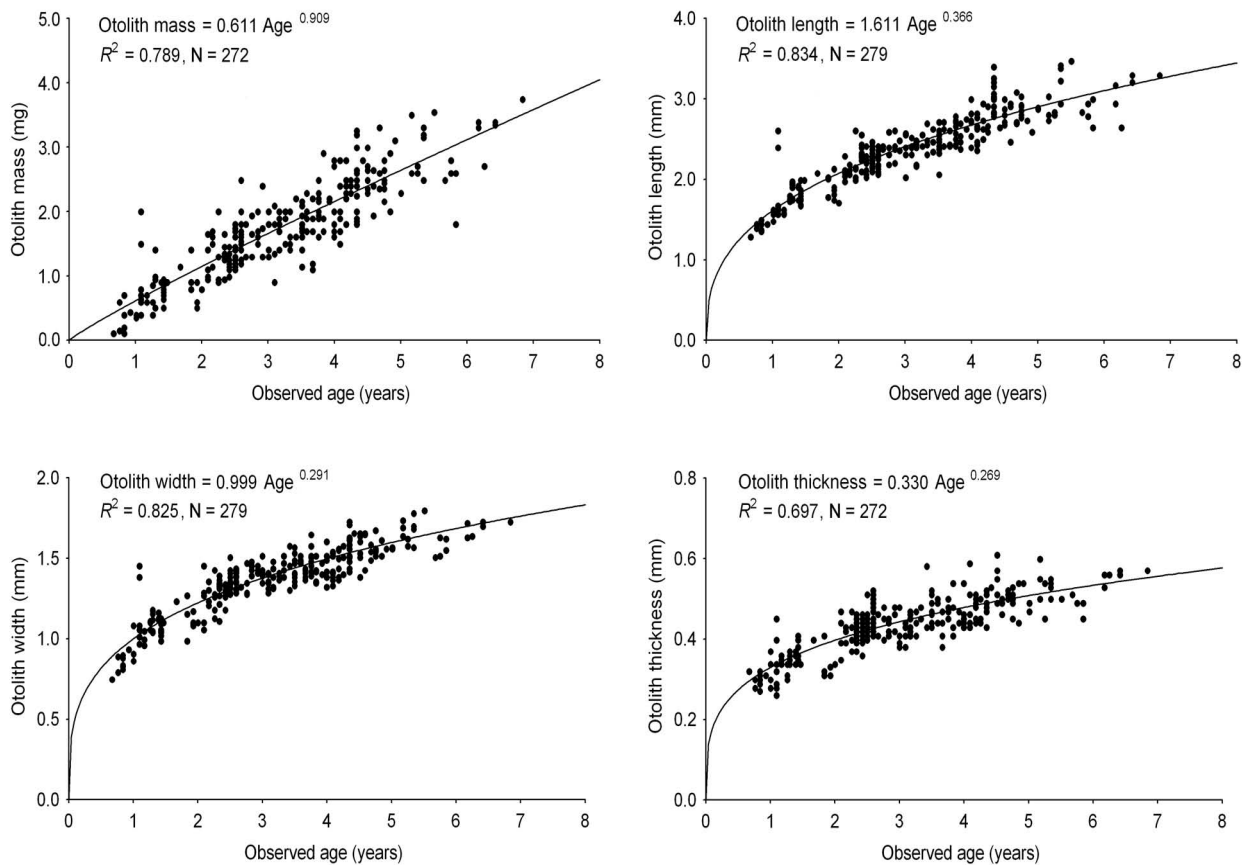 Otolith mass = 0.611 Age 0.909
R2 = 0.789, N = 272
5.0
4.0
3.0
2.0
1.0
0.0
Otolith mass (mg)
0 1 2 3 4 5 6 7 8
Observed age (years)
Otolith length = 1.611 Age 0.366
R2 = 0.834, N = 279
4.0
3.0
2.0
1.0
0.0
Otolith length (mm)
0 1 2 3 4 5 6 7 8
Observed age (years)
Otolith width = 0.999 Age 0.291
R2 = 0.825, N = 279
2.0
1.5
1.0
0.5
0.0
Otolith width (mm)
0 1 2 3 4 5 6 7 8
Observed age (years)
Otolith thickness = 0.330 Age 0.269
R2 = 0.697, N = 272
0.8
0.6
0.4
0.2
0.0
Otolith thickness (mm)
0 1 2 3 4 5 6 7 8
Observed age (years)